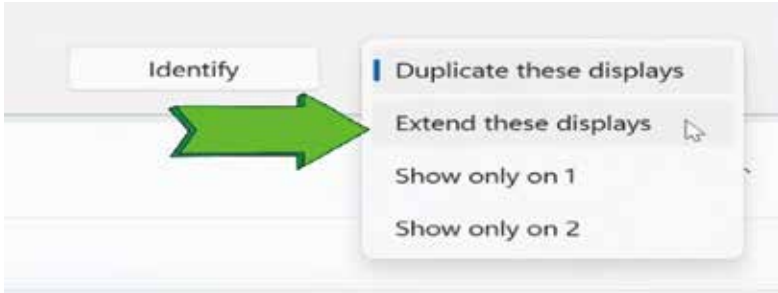 Identify
Duplicate these displays
Extend these displays
Show only on 1
Show only on 2